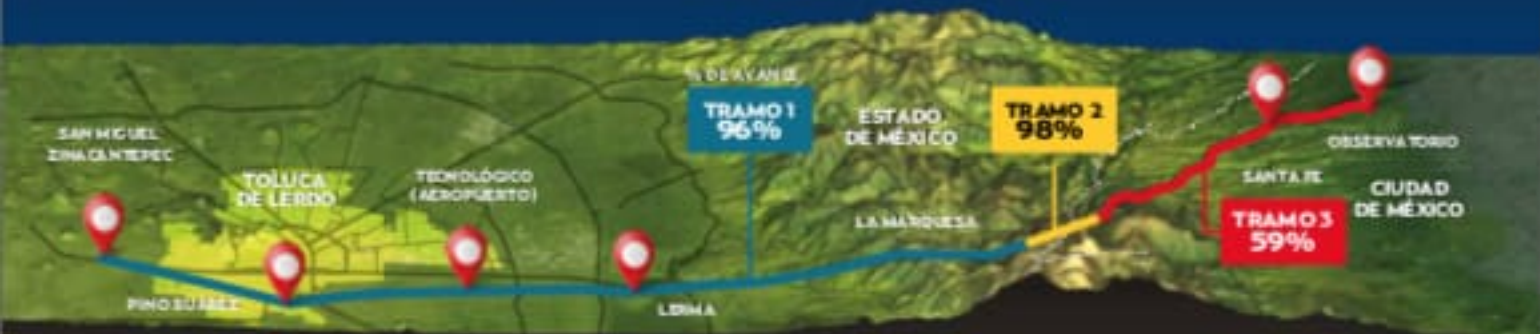 % DE AVANCE
TRAMO 1
96%
ESTADO
DE MÉXICO
TRAMO 2
98%
SAN MIGUEL
ZINACANTEPEC
TOLUCA
DE LERDO
TECNOLÓGICO
(AEROPUERTO)
OBSERVATORIO
SANTA FE
CIUDAD
DE MÉXICO
LA MARQUESA
TRAMO 3
59%
PINO SUÁREZ
LERMA